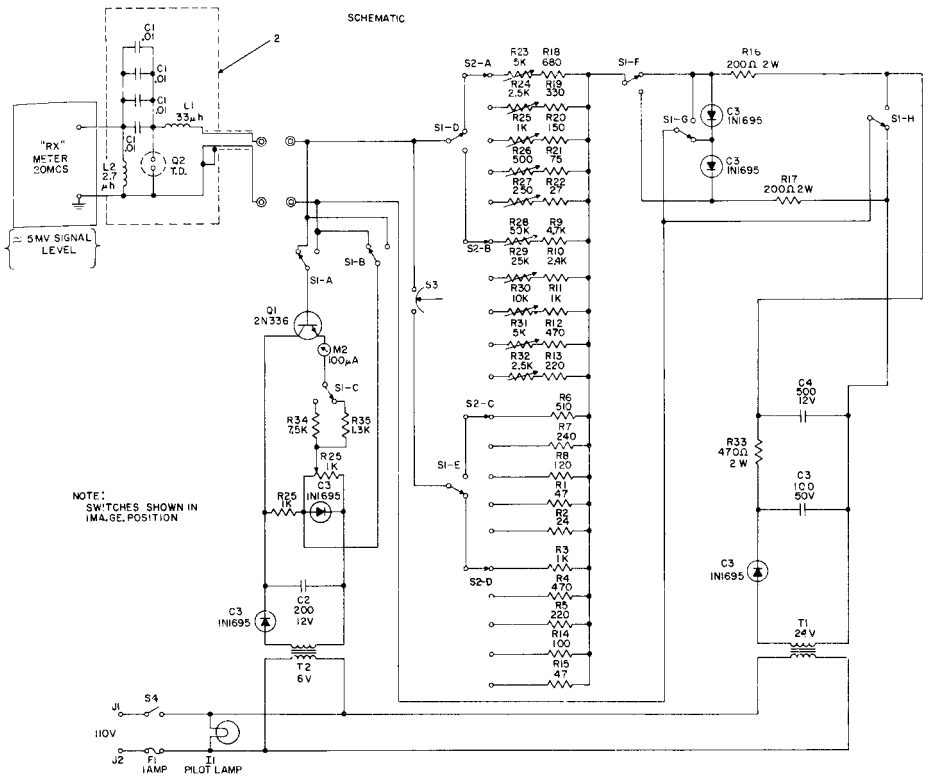 SCHEMATIC
2
C1
.01
C1
.01
C1
.01
C1
.01
L1
33μh
"RX"
METER
20MCS
L2
2.7
μh
Q2
T.D.
≈ 5MV SIGNAL
LEVEL
S1-A
S1-B
Q1
2N336
M2
100μA
S1-C
R34
7.5K
R35
1.3K
R25
1K
C3
1N1695
R25
1K
NOTE:
SWITCHES SHOWN IN
IMAGE POSITION
C2
200
12V
C3
1N1695
T2
6V
J1
S4
110V
J2
F1
1AMP
I1
PILOT LAMP
S1-D
S2-A
R23
5K
R18
680
R24
2.5K
R19
330
R25
1K
R20
150
R26
500
R21
75
R27
250
R22
27
S2-B
R28
50K
R9
4.7K
R29
25K
R10
2.4K
R30
10K
R11
1K
R31
5K
R12
470
R32
2.5K
R13
220
S3
S2-C
R6
510
R7
240
R8
120
S1-E
R1
47
R2
24
S2-D
R3
1K
R4
470
R5
220
R14
100
R15
47
S1-F
R16
200Ω 2W
S1-G
C3
1N1695
C3
1N1695
S1-H
R17
200Ω 2W
C4
500
12V
R33
470Ω
2W
C3
100
50V
C3
1N1695
T1
24V